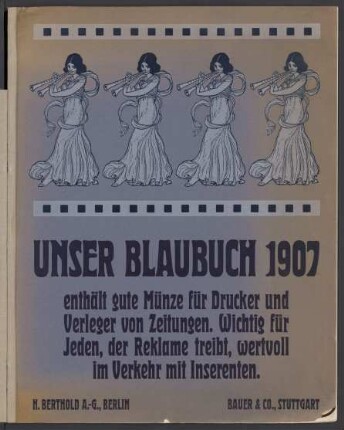 UNSER BLAUBUCH 1907
enthält gute Münze für Drucker und
Verleger von Zeitungen. Wichtig für
Jeden, der Reklame treibt, wertvoll
im Verkehr mit Inserenten.
H. BERTHOLD A.-G., BERLIN BAUER & CO., STUTTGART